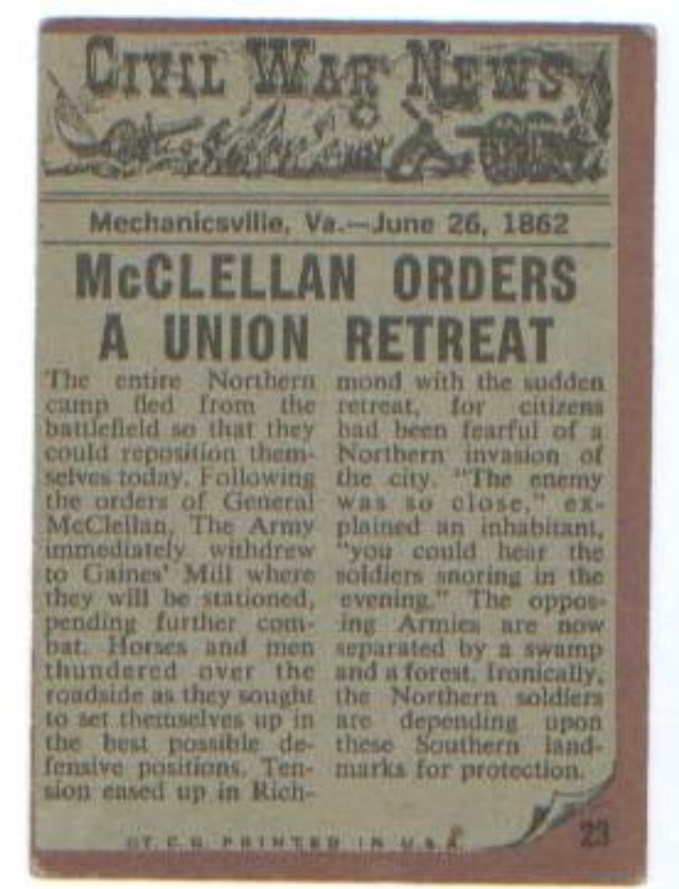 CIVIL WAR NEWS
Mechanicsville, Va.—June 26, 1862
McCLELLAN ORDERS
A UNION RETREAT
The entire Northern
camp fled from the
battlefield so that they
could reposition them-
selves today. Following
the orders of General
McClellan, The Army
immediately withdrew
to Gaines' Mill where
they will be stationed,
pending further com-
bat. Horses and men
thundered over the
roadside as they sought
to set themselves up in
the best possible de-
fensive positions. Ten-
sion eased up in Rich-
mond with the sudden
retreat, for citizens
had been fearful of a
Northern invasion of
the city. "The enemy
was so close," ex-
plained an inhabitant,
"you could hear the
soldiers snoring in the
evening." The oppos-
ing Armies are now
separated by a swamp
and a forest. Ironically,
the Northern soldiers
are depending upon
these Southern land-
marks for protection.
©T. C. G. PRINTED IN U.S.A.
23